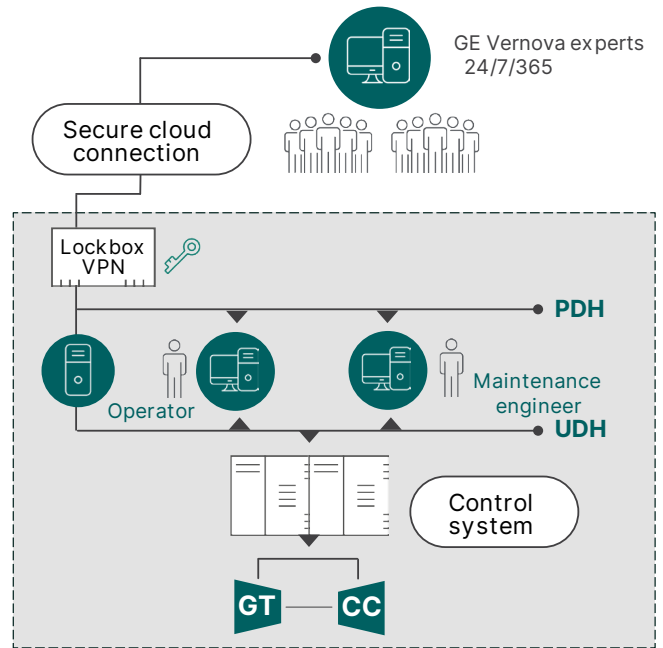 GE Vernova experts
24/7/365
Secure cloud
connection
Lockbox
VPN
PDH
Operator
Maintenance
engineer
UDH
Control
system
GT
CC